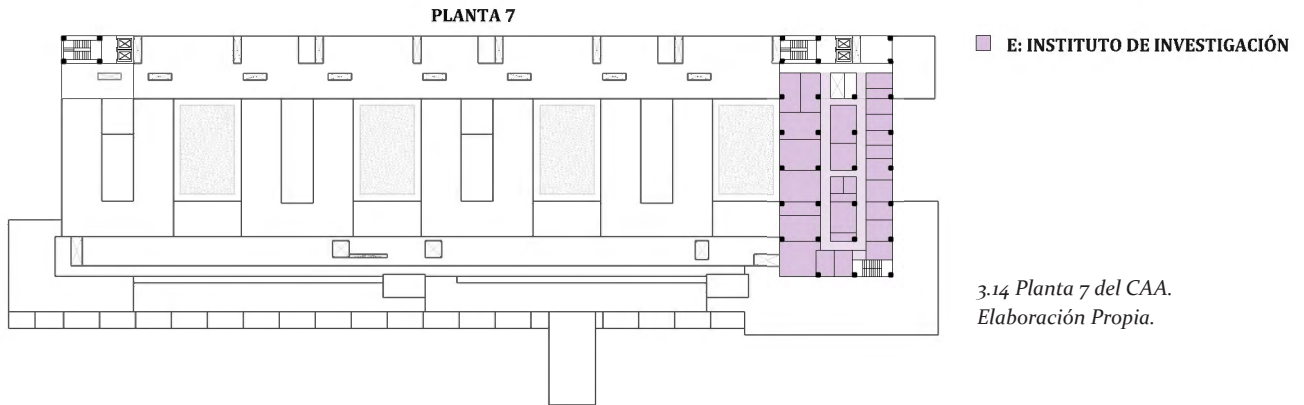 PLANTA 7
E: INSTITUTO DE INVESTIGACIÓN
3.14 Planta 7 del CAA.
Elaboración Propia.